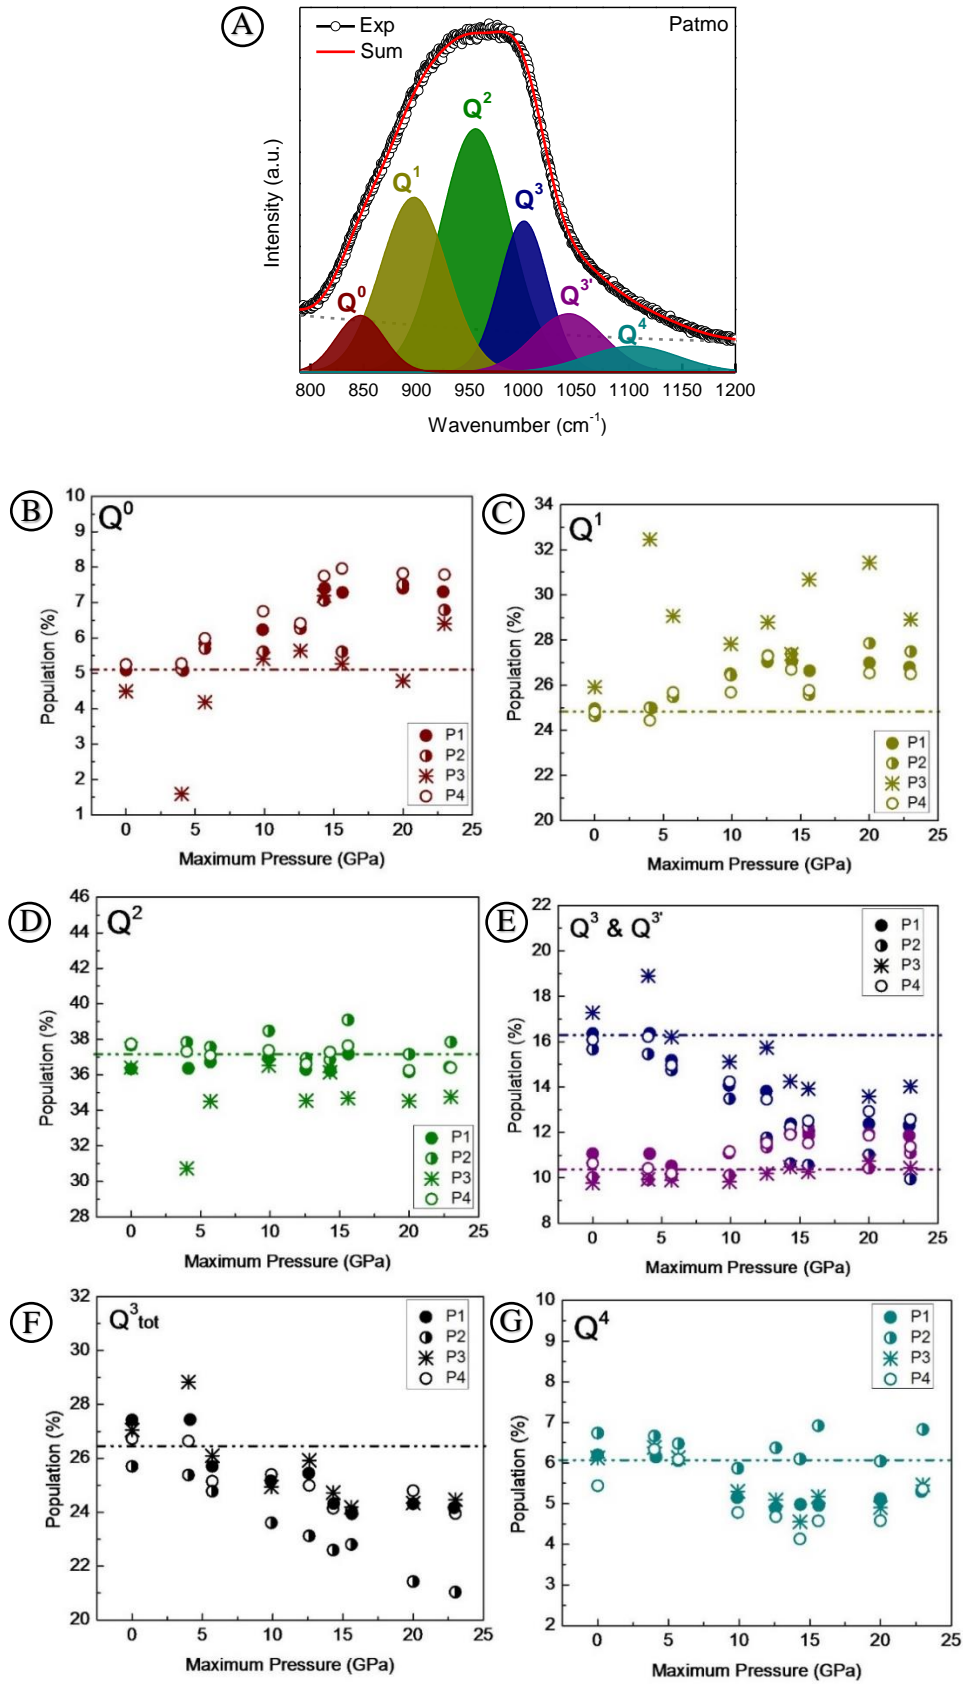 A
Exp
Sum
Patmo
Intensity (a.u.)
Q0
Q1
Q2
Q3
Q3'
Q4
800 850 900 950 1000 1050 1100 1150 1200
Wavenumber (cm-1)
B
Q0
Population (%)
10
9
8
7
6
5
4
3
2
1
P1
P2
P3
P4
0 5 10 15 20 25
Maximum Pressure (GPa)
C
Q1
Population (%)
34
32
30
28
26
24
22
20
P1
P2
P3
P4
0 5 10 15 20 25
Maximum Pressure (GPa)
D
Q2
Population (%)
46
43
40
38
36
34
31
28
P1
P2
P3
P4
0 5 10 15 20 25
Maximum Pressure (GPa)
E
Q3 & Q3'
Population (%)
22
20
18
16
14
12
10
8
P1
P2
P3
P4
0 5 10 15 20 25
Maximum Pressure (GPa)
F
Q3tot
Population (%)
32
30
28
26
24
22
20
P1
P2
P3
P4
0 5 10 15 20 25
Maximum Pressure (GPa)
G
Q4
Population (%)
10
9
8
7
6
5
4
3
2
P1
P2
P3
P4
0 5 10 15 20 25
Maximum Pressure (GPa)